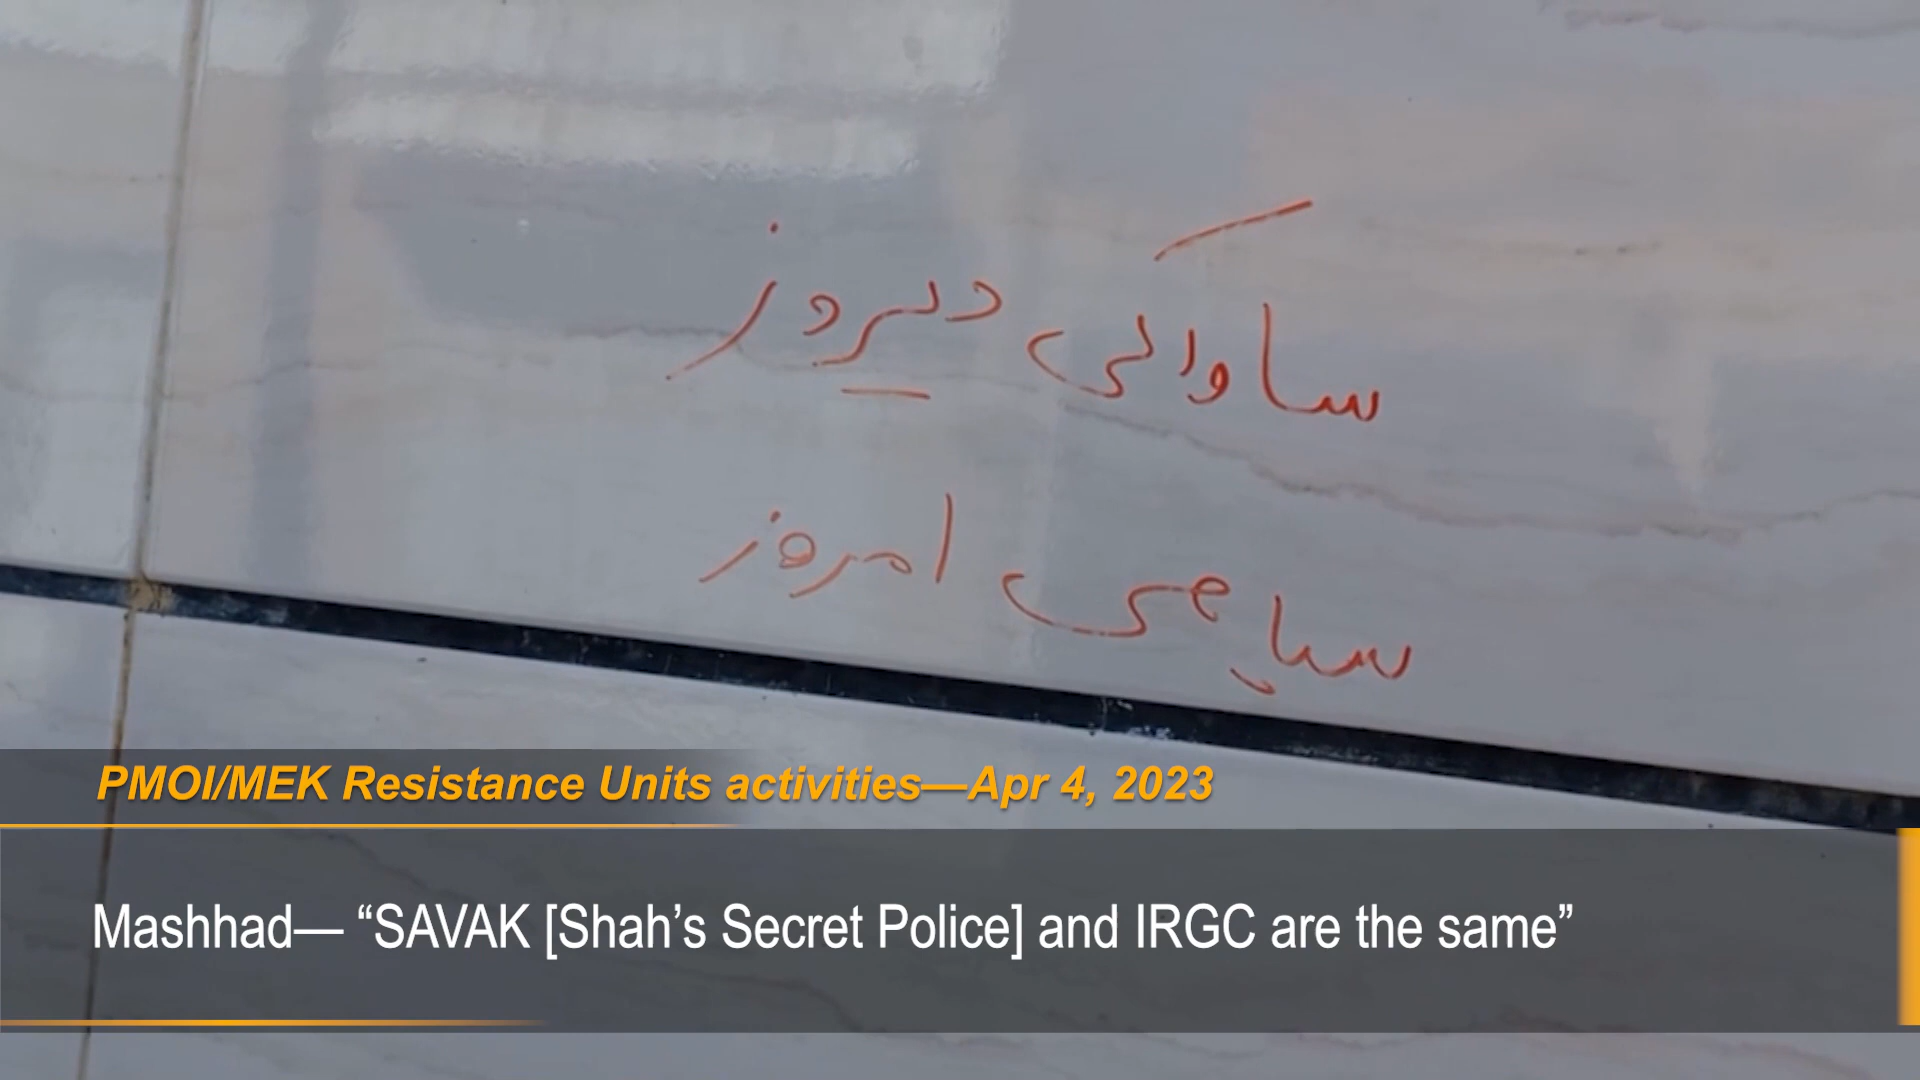 ساواکی دیروز
سپاهی امروز
PMOI/MEK Resistance Units activities—Apr 4, 2023
Mashhad— “SAVAK [Shah’s Secret Police] and IRGC are the same”